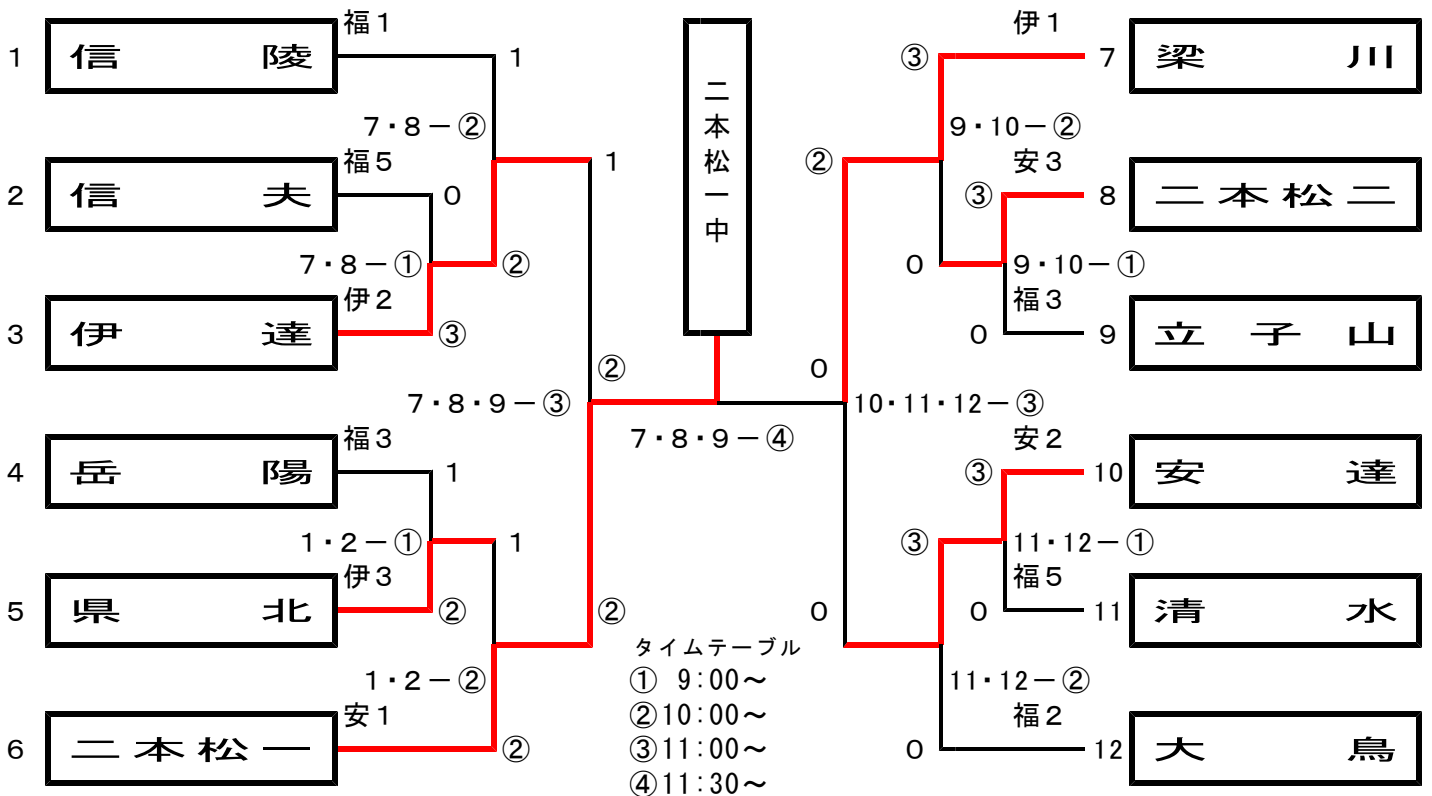 福1
1 信陵 1
7・8－②
福5
2 信夫 0
7・8－① ②
伊2
3 伊達 ③
1
②
7・8・9－③
福3
4 岳陽 1
1・2－① 1
伊3
5 県北 ②
②
1・2－②
安1
6 二本松一 ②
二本松一中
7・8・9－④
タイムテーブル
① 9:00～
②10:00～
③11:00～
④11:30～
伊1
③ 7 梁川
9・10－②
②
安3
③ 8 二本松二
0 9・10－①
福3
0 9 立子山
0
10・11・12－③
安2
③ 10 安達
③ 11・12－①
福5
0 11 清水
0
11・12－②
福2
0 12 大鳥